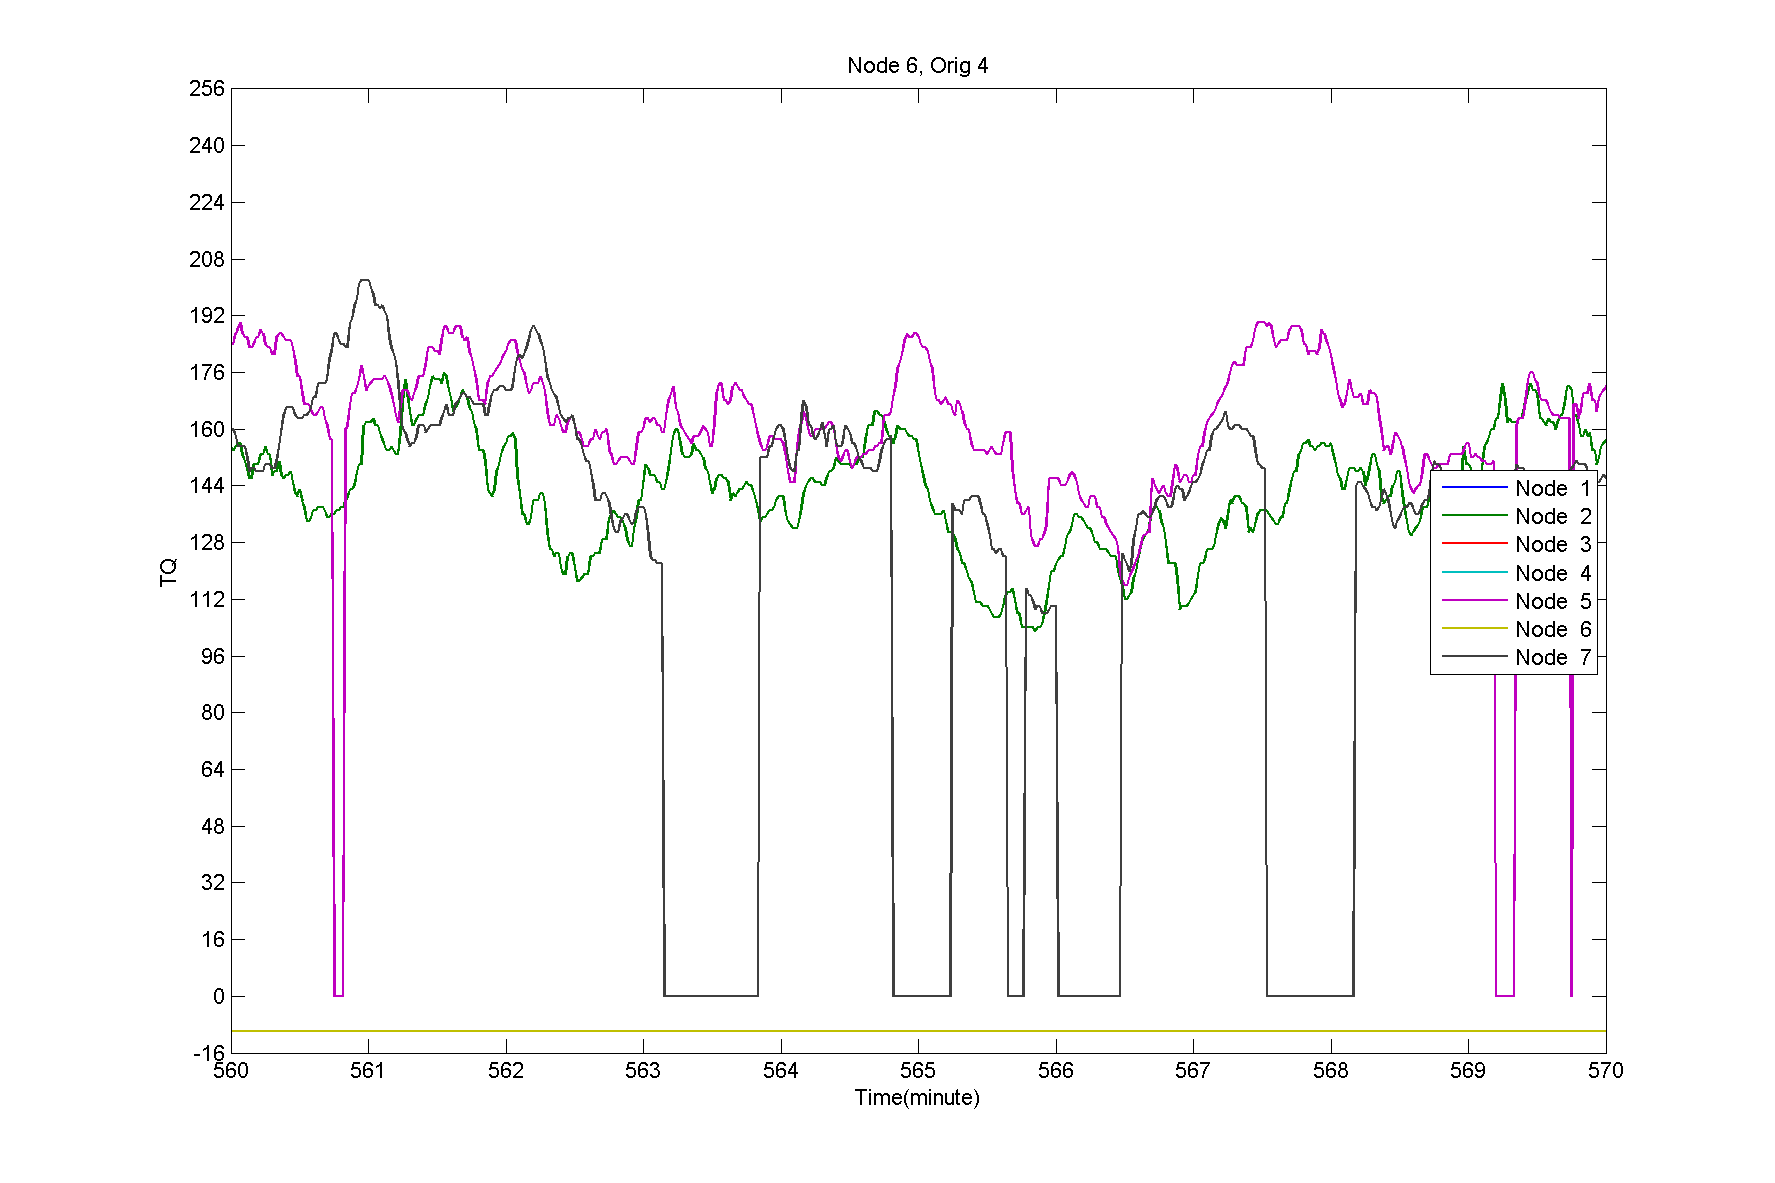 Node 6, Orig 4
256
240
224
208
192
176
160
144
128
112
96
80
64
48
32
16
0
-16
TQ
560 561 562 563 564 565 566 567 568 569 570
Time(minute)
Node 1
Node 2
Node 3
Node 4
Node 5
Node 6
Node 7